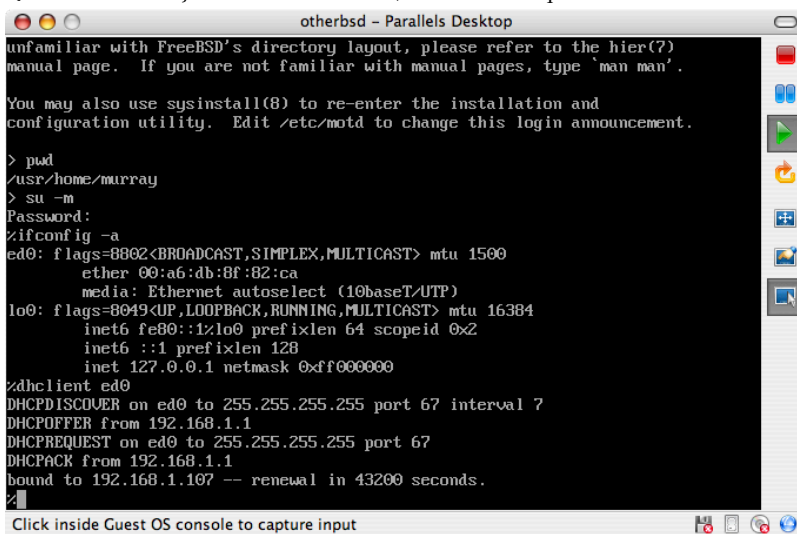 otherbsd – Parallels Desktop
unfamiliar with FreeBSD's directory layout, please refer to the hier(7)
manual page.  If you are not familiar with manual pages, type `man man'.
You may also use sysinstall(8) to re-enter the installation and
configuration utility.  Edit /etc/motd to change this login announcement.
> pwd
/usr/home/murray
> su -m
Password:
%ifconfig -a
ed0: flags=8802<BROADCAST,SIMPLEX,MULTICAST> mtu 1500
        ether 00:a6:db:8f:82:ca
        media: Ethernet autoselect (10baseT/UTP)
lo0: flags=8049<UP,LOOPBACK,RUNNING,MULTICAST> mtu 16384
        inet6 fe80::1%lo0 prefixlen 64 scopeid 0x2
        inet6 ::1 prefixlen 128
        inet 127.0.0.1 netmask 0xff000000
%dhclient ed0
DHCPDISCOVER on ed0 to 255.255.255.255 port 67 interval 7
DHCPOFFER from 192.168.1.1
DHCPREQUEST on ed0 to 255.255.255.255 port 67
DHCPACK from 192.168.1.1
bound to 192.168.1.107 -- renewal in 43200 seconds.
%
Click inside Guest OS console to capture input